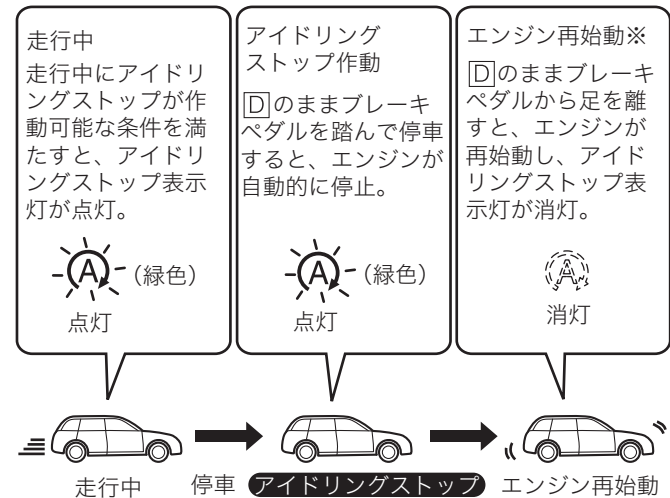 走行中
走行中にアイドリ
ングストップが作
動可能な条件を満
たすと、アイドリ
ングストップ表示
灯が点灯。
A
(緑色)
点灯
アイドリング
ストップ作動
Dのままブレーキ
ペダルを踏んで停車
すると、エンジンが
自動的に停止。
A
(緑色)
点灯
エンジン再始動※
Dのままブレーキ
ペダルから足を離
すと、エンジンが
再始動し、アイド
リングストップ表
示灯が消灯。
A
消灯
走行中 停車 アイドリングストップ エンジン再始動